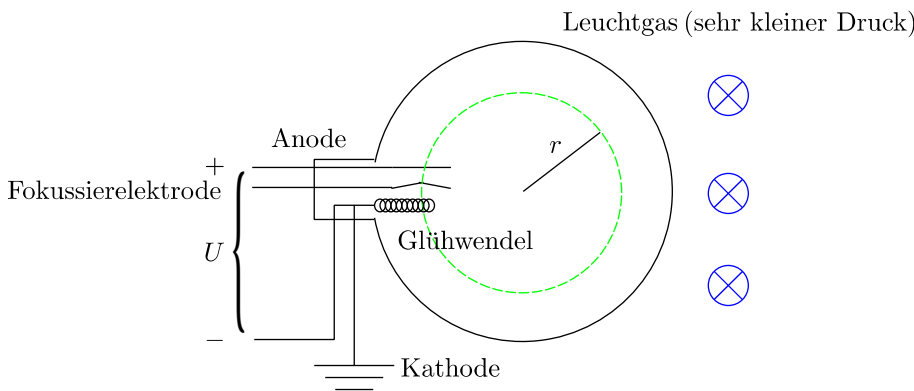 Leuchtgas (sehr kleiner Druck)
Anode
r
+
Fokussierelektrode
Glühwendel
U
−
Kathode